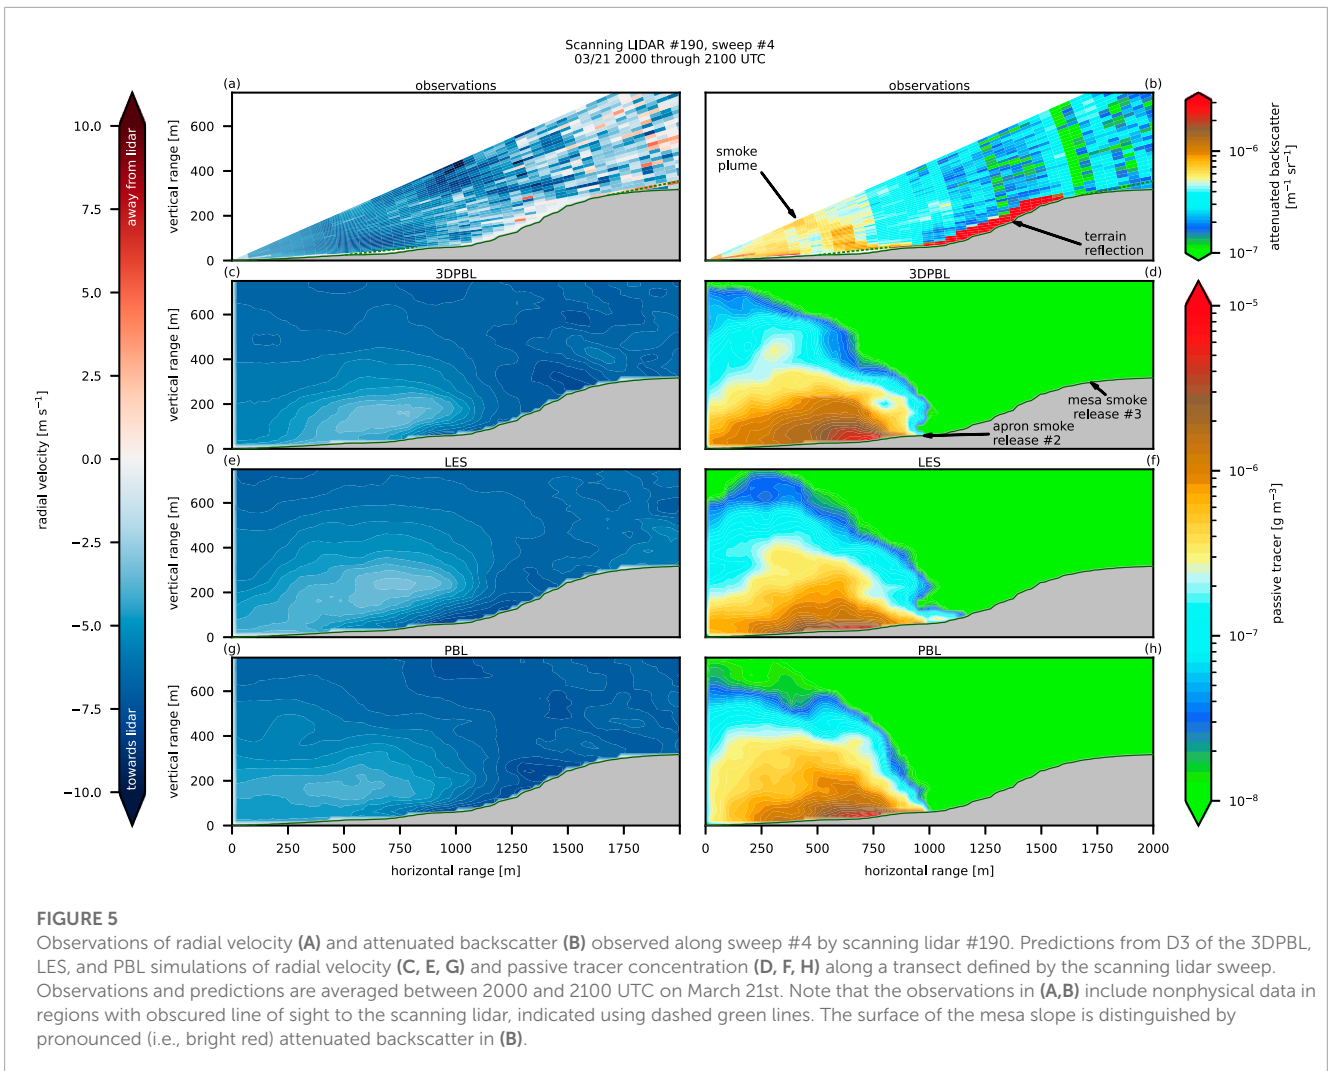 Scanning LIDAR #190, sweep #4
03/21 2000 through 2100 UTC
(a)
observations
observations
(b)
10.0
7.5
5.0
2.5
0.0
−2.5
−5.0
−7.5
−10.0
away from lidar
towards lidar
radial velocity [m s−1]
600
400
200
0
vertical range [m]
smoke
plume
terrain
reflection
10−6
10−7
attenuated backscatter
[m−1 sr−1]
(c)
3DPBL
3DPBL
(d)
600
400
200
0
vertical range [m]
mesa smoke
release #3
apron smoke
release #2
(e)
LES
LES
(f)
600
400
200
0
vertical range [m]
(g)
PBL
PBL
(h)
600
400
200
0
vertical range [m]
10−5
10−6
10−7
10−8
passive tracer [g m−3]
0 250 500 750 1000 1250 1500 1750
0 250 500 750 1000 1250 1500 1750 2000
horizontal range [m]
horizontal range [m]
FIGURE 5
Observations of radial velocity (A) and attenuated backscatter (B) observed along sweep #4 by scanning lidar #190. Predictions from D3 of the 3DPBL,
LES, and PBL simulations of radial velocity (C, E, G) and passive tracer concentration (D, F, H) along a transect defined by the scanning lidar sweep.
Observations and predictions are averaged between 2000 and 2100 UTC on March 21st. Note that the observations in (A,B) include nonphysical data in
regions with obscured line of sight to the scanning lidar, indicated using dashed green lines. The surface of the mesa slope is distinguished by
pronounced (i.e., bright red) attenuated backscatter in (B).